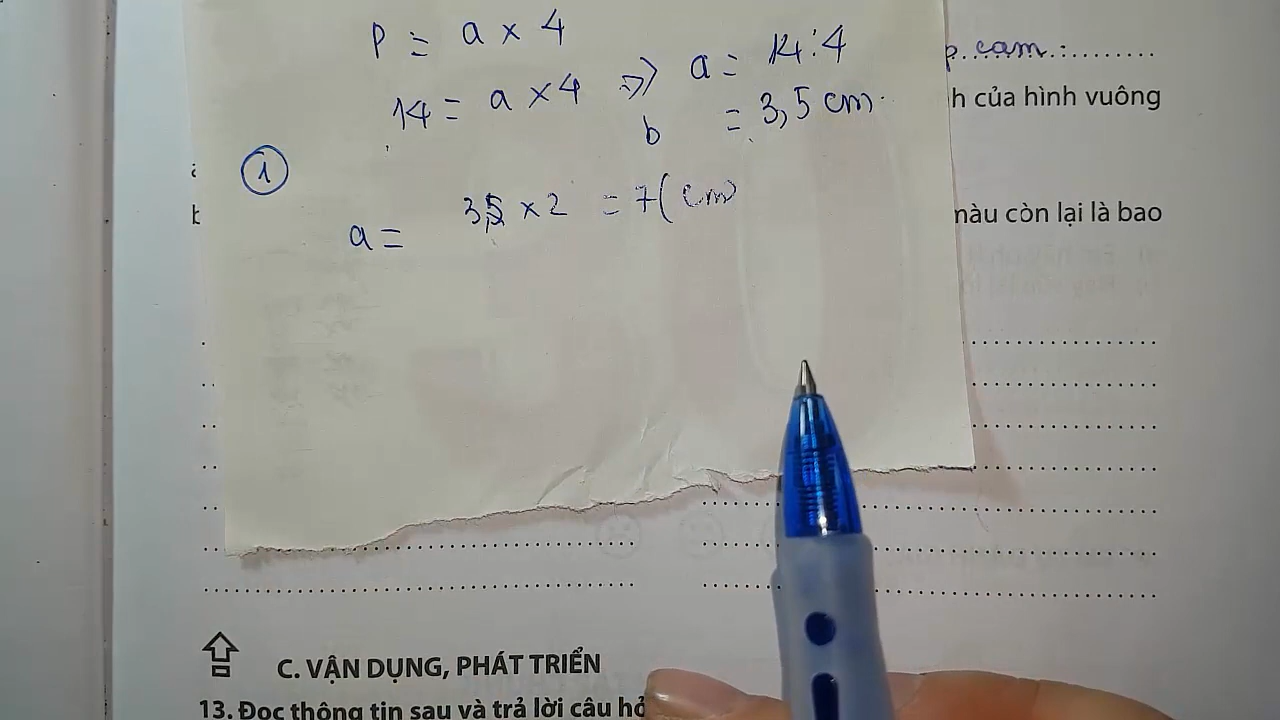 P = a × 4
cam :
14 = a × 4 => a = 14 : 4
h của hình vuông
b = 3,5 cm
1
3,5 × 2 = 7 ( cm)
màu còn lại là bao
a =
C. VẬN DỤNG, PHÁT TRIỂN
13. Đọc thông tin sau và trả lời câu